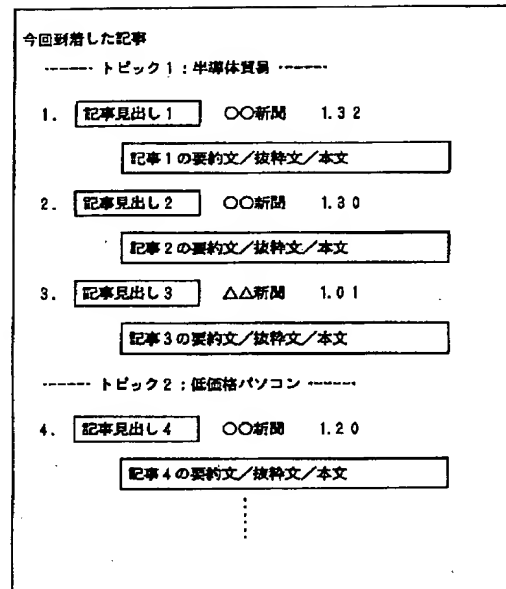 今回到着した記事
------ トピック1：半導体貿易 ------
1. 記事見出し1 ○○新聞 1.32
記事1の要約文／抜粋文／本文
2. 記事見出し2 ○○新聞 1.30
記事2の要約文／抜粋文／本文
3. 記事見出し3 △△新聞 1.01
記事3の要約文／抜粋文／本文
------ トピック2：低価格パソコン ------
4. 記事見出し4 ○○新聞 1.20
記事4の要約文／抜粋文／本文